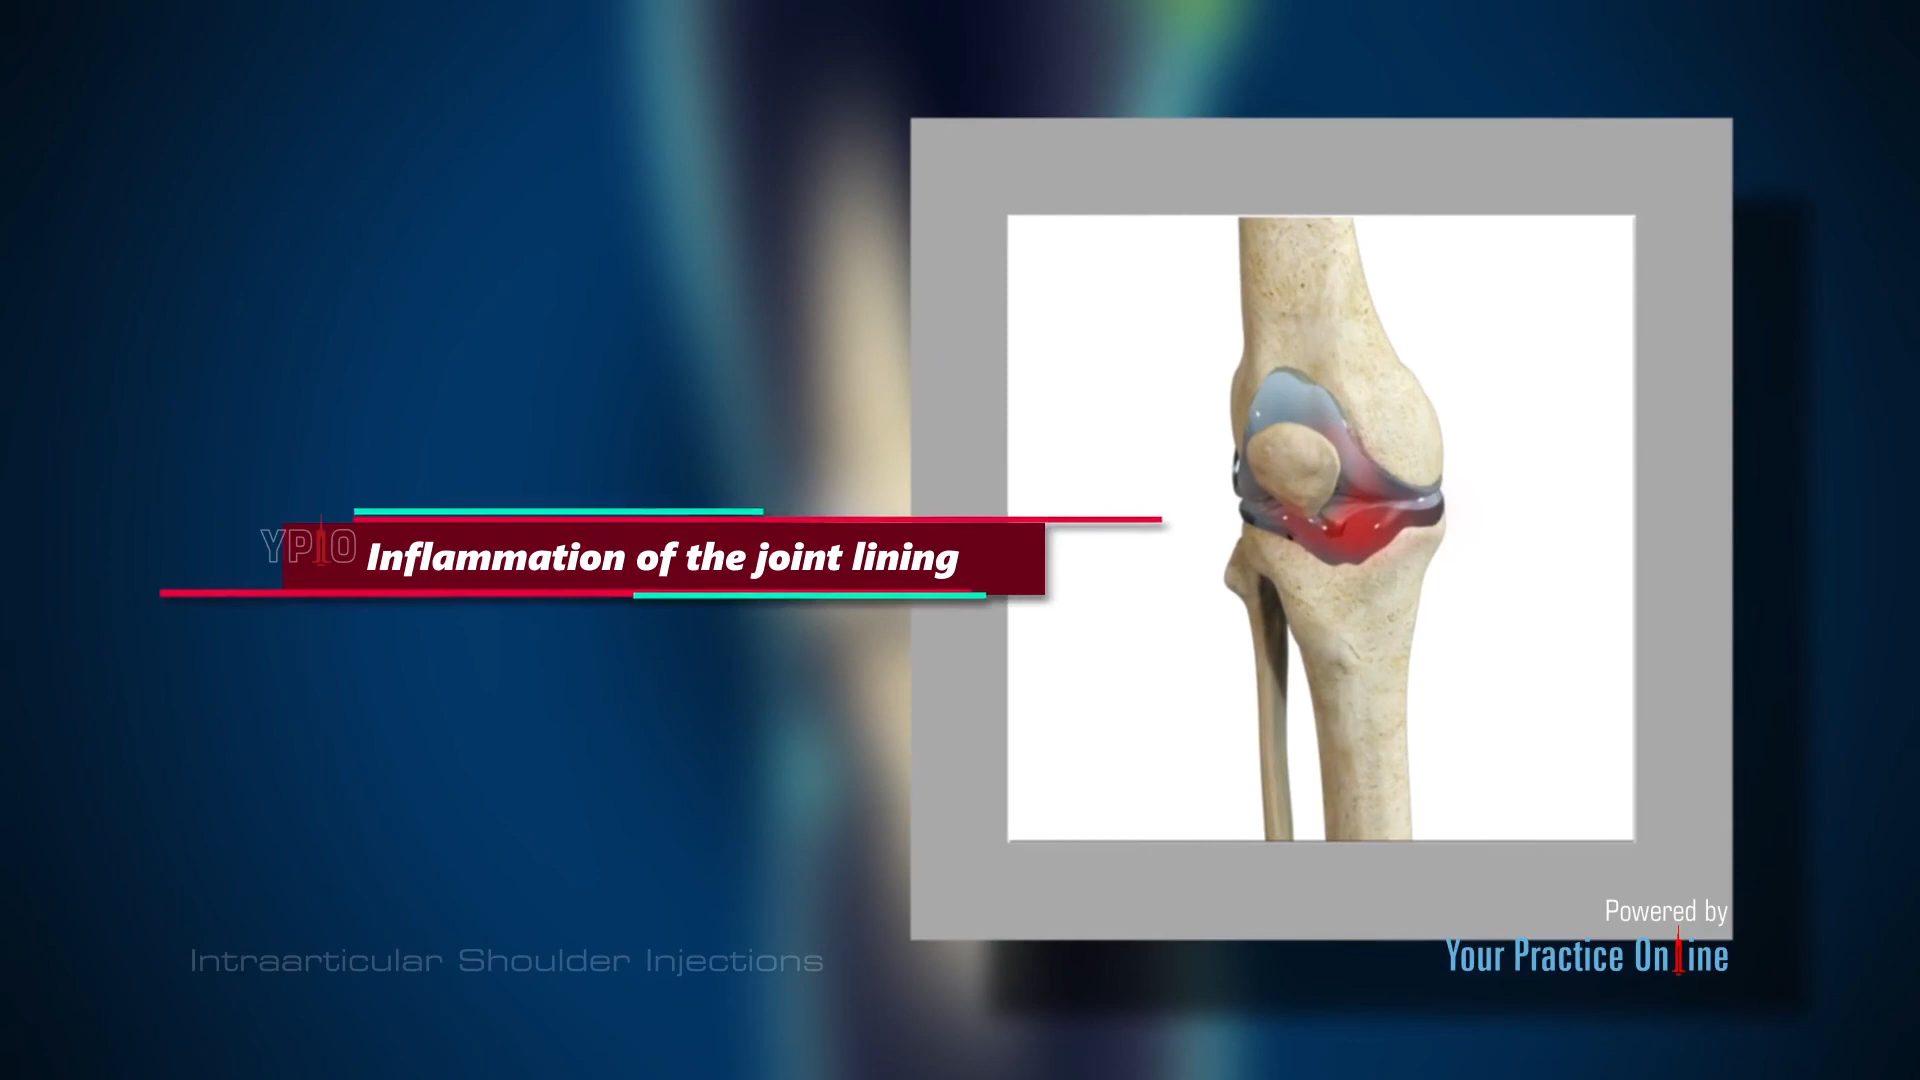 YPO Inflammation of the joint lining
Powered by
Your Practice Online
Intraarticular Shoulder Injections